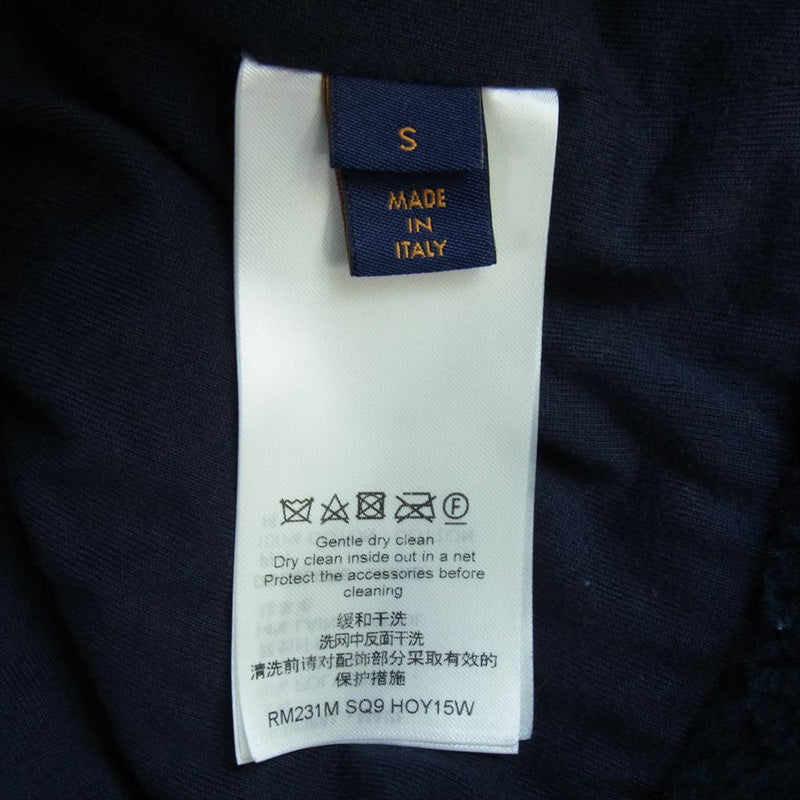 S
MADE
IN
ITALY
F
Gentle dry clean
Dry clean inside out in a net
Protect the accessories before
cleaning
缓和干洗
洗网中反面干洗
清洗前请对配饰部分采取有效的
保护措施
RM231M SQ9 HOY15W